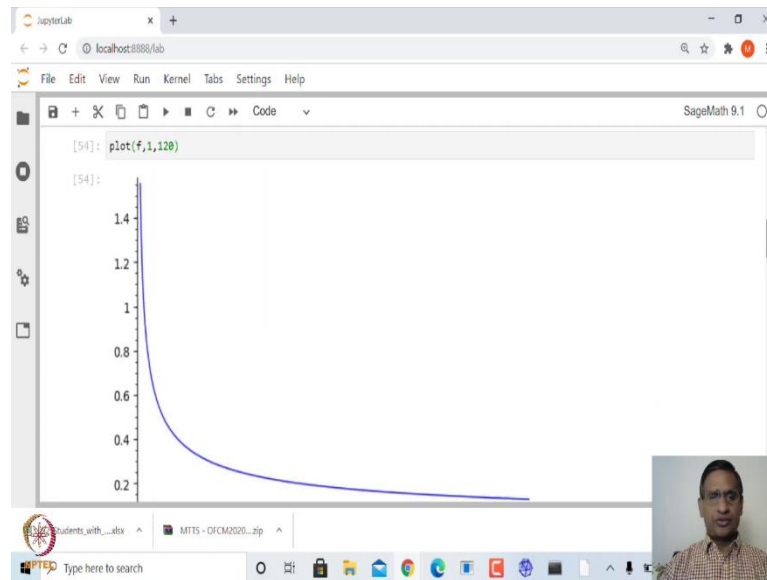 JupyterLab
localhost:8888/lab
M
File Edit View Run Kernel Tabs Settings Help
Code
SageMath 9.1
[54]: plot(f,1,120)
[54]:
1.4
1.2
1
0.8
0.6
0.4
0.2
MTTS - OFCM2020....zip
Type here to search